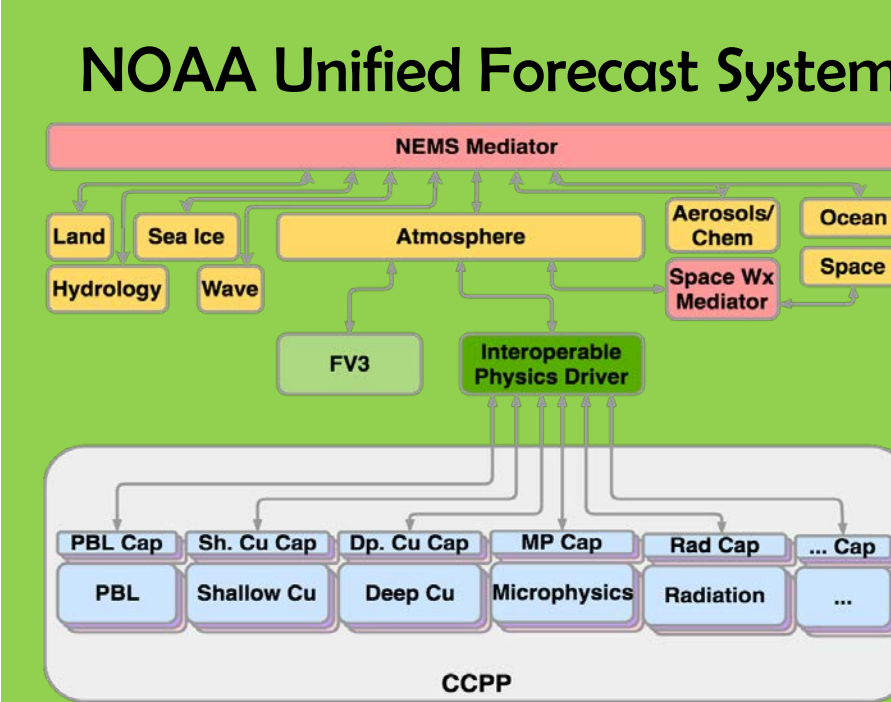 NOAA Unified Forecast System
NEMS Mediator
Land
Sea Ice
Atmosphere
Aerosols/
Chem
Ocean
Hydrology
Wave
Space Wx
Mediator
Space
FV3
Interoperable
Physics Driver
PBL Cap
Sh. Cu Cap
Dp. Cu Cap
MP Cap
Rad Cap
... Cap
PBL
Shallow Cu
Deep Cu
Microphysics
Radiation
...
CCPP